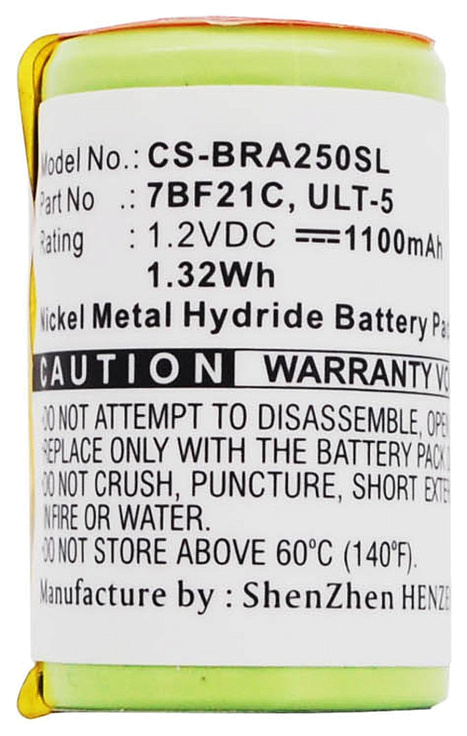 Model No.: CS-BRA250SL
Part No .: 7BF21C, ULT-5
Rating : 1.2VDC ⎓1100mAh
1.32Wh
Nickel Metal Hydride Battery
CAUTION WARRANTY
DO NOT ATTEMPT TO DISASSEMBLE,
REPLACE ONLY WITH THE BATTERY PACK
DO NOT CRUSH, PUNCTURE, SHORT
IN FIRE OR WATER.
DO NOT STORE ABOVE 60°C (140°F).
Manufacture by : ShenZhen